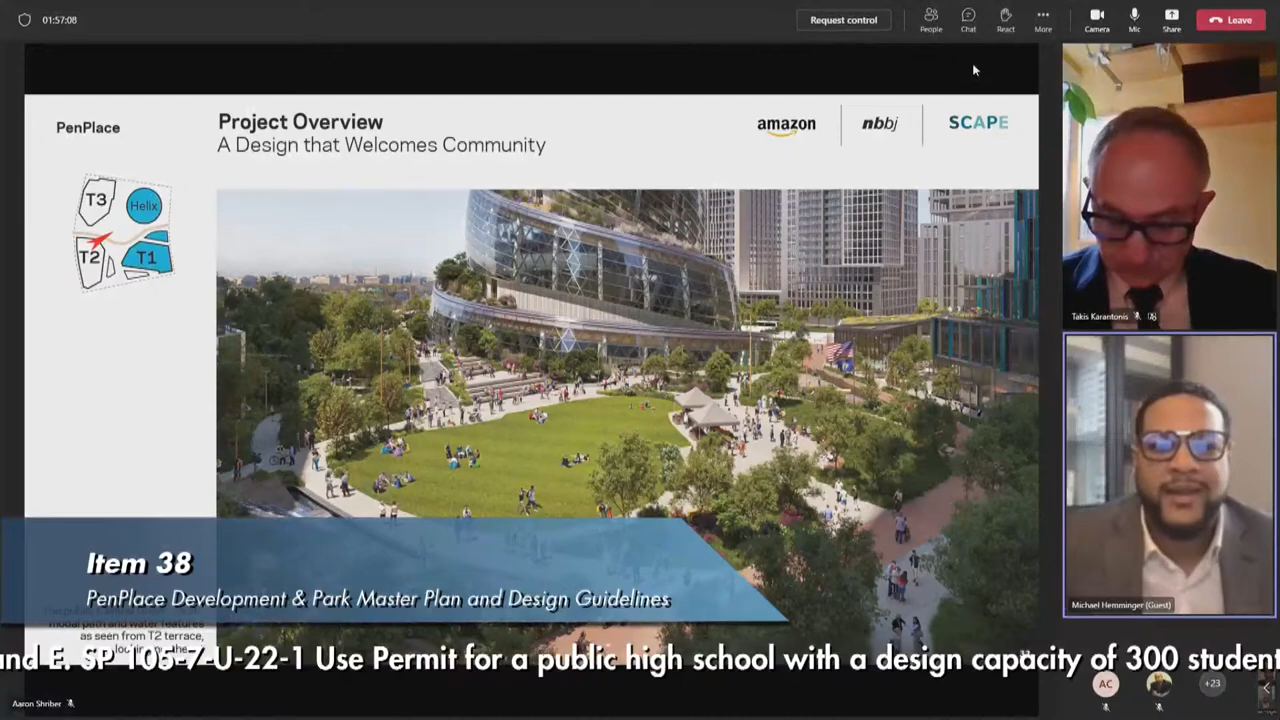 01:57:08
Request control
People
Chat
React
More
Camera
Mic
Share
Leave
PenPlace
Project Overview
A Design that Welcomes Community
amazon
nbbj
SCAPE
T3
Helix
T2
T1
Takis Karantonis
Michael Hemminger (Guest)
Item 38
PenPlace Development & Park Master Plan and Design Guidelines
modal path and water features
as seen from T2 terrace,
and E. SP 105-7-U-22-1 Use Permit for a public high school with a design capacity of 300 student
Aaron Shriber
AC
+23